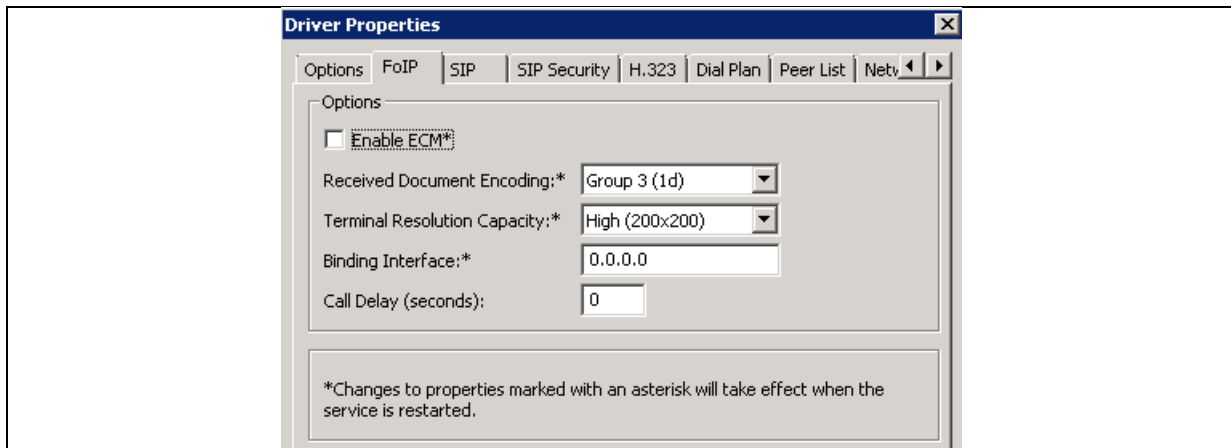 Driver Properties
Options FoIP SIP SIP Security H.323 Dial Plan Peer List Netw
Options
Enable ECM*
Received Document Encoding:* Group 3 (1d)
Terminal Resolution Capacity:* High (200x200)
Binding Interface:* 0.0.0.0
Call Delay (seconds): 0
*Changes to properties marked with an asterisk will take effect when the
service is restarted.